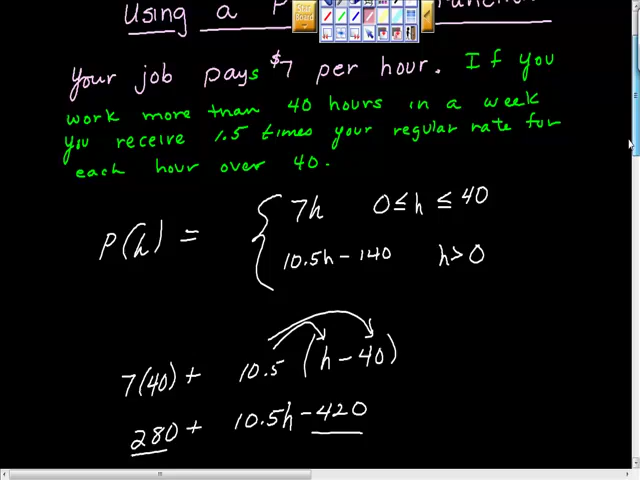 Using a P
Your job pays $7 per hour. If you
work more than 40 hours in a week
you receive 1.5 times your regular rate for
each hour over 40.
P(h) = { 7h 0 ≤ h ≤ 40
10.5h - 140 h > 0
7(40) + 10.5 (h - 40)
280 + 10.5h - 420
Start
Board